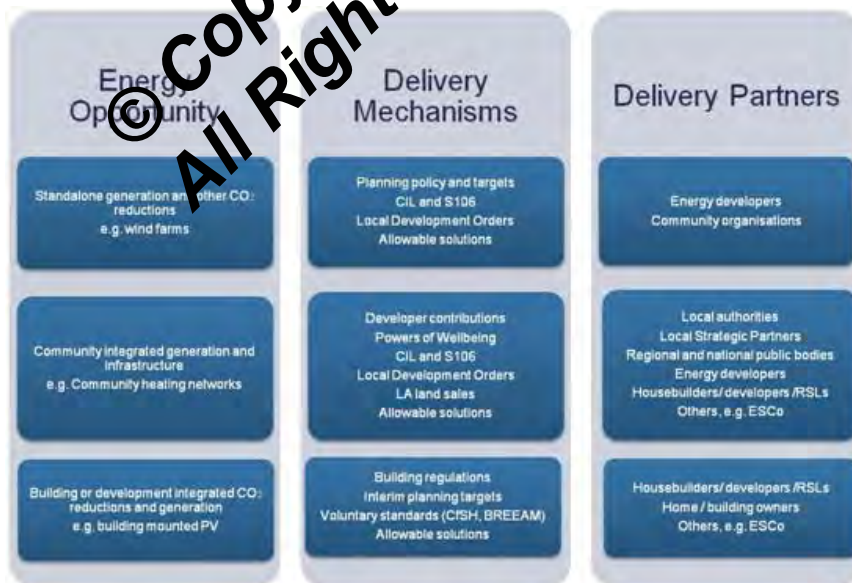 © Copy
All Right
Energy
Opportunity
Standalone generation and other CO₂
reductions
e.g. wind farms
Community integrated generation and
infrastructure
e.g. Community heating networks
Building or development integrated CO₂
reductions and generation
e.g. building mounted PV
Delivery
Mechanisms
Planning policy and targets
CIL and S106
Local Development Orders
Allowable solutions
Developer contributions
Powers of Wellbeing
CIL and S106
Local Development Orders
LA land sales
Allowable solutions
Building regulations
Interim planning targets
Voluntary standards (CfSH, BREEAM)
Allowable solutions
Delivery Partners
Energy developers
Community organisations
Local authorities
Local Strategic Partners
Regional and national public bodies
Energy developers
Housebuilders/ developers /RSLs
Others, e.g. ESCo
Housebuilders/ developers /RSLs
Home / building owners
Others, e.g. ESCo